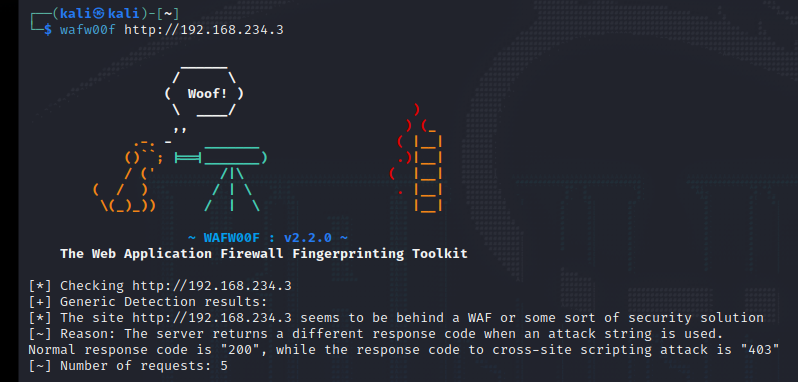 ┌──(kali㉿kali)-[~]
└─$ wafw00f http://192.168.234.3
Woof!
~ WAFW00F : v2.2.0 ~
The Web Application Firewall Fingerprinting Toolkit
[*] Checking http://192.168.234.3
[+] Generic Detection results:
[*] The site http://192.168.234.3 seems to be behind a WAF or some sort of security solution
[~] Reason: The server returns a different response code when an attack string is used.
Normal response code is "200", while the response code to cross-site scripting attack is "403"
[~] Number of requests: 5